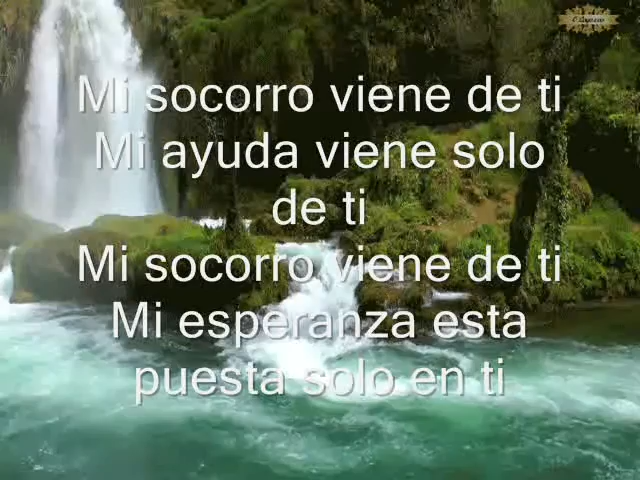 Mi socorro viene de ti
Mi ayuda viene solo
de ti
Mi socorro viene de ti
Mi esperanza esta
puesta solo en ti